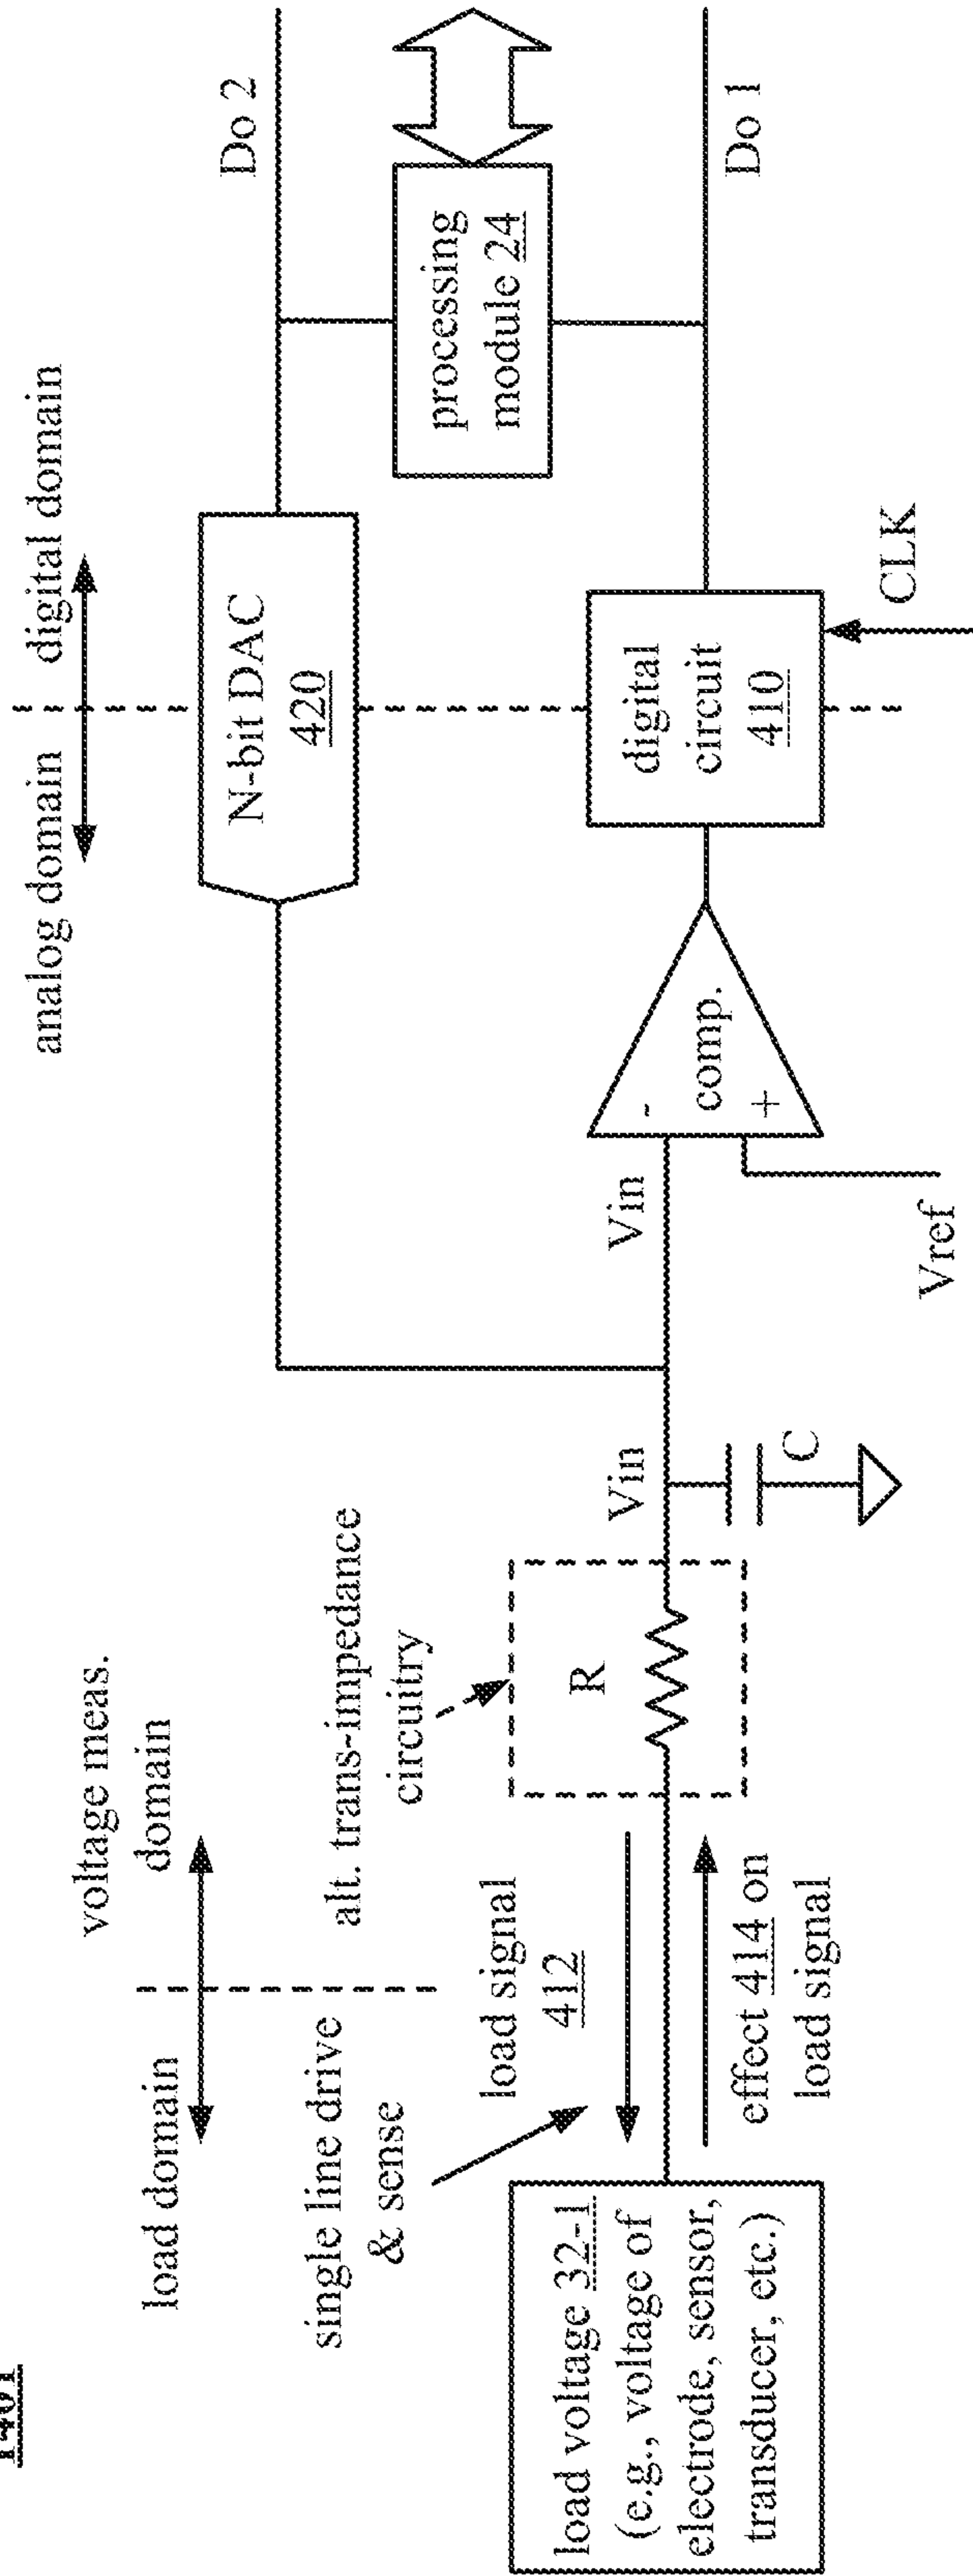 load domain
voltage meas.
domain
analog domain
digital domain
single line drive
& sense
alt. trans-impedance
circuitry
load signal
412
effect 414 on
load signal
load voltage 32-1
(e.g., voltage of
electrode, sensor,
transducer, etc.)
R
Vin
C
Vin
Vref
-
comp.
+
N-bit DAC
420
digital
circuit
410
CLK
processing
module 24
Do 2
Do 1